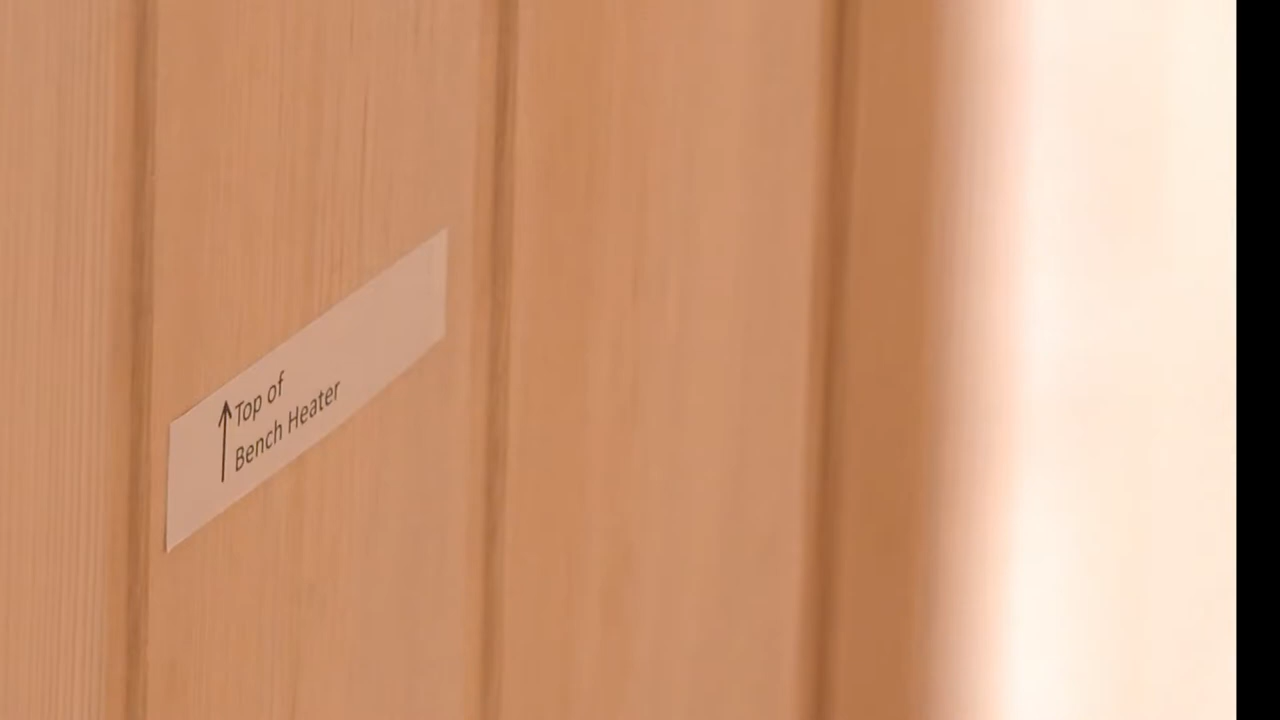 ↑ Top of
Bench Heater